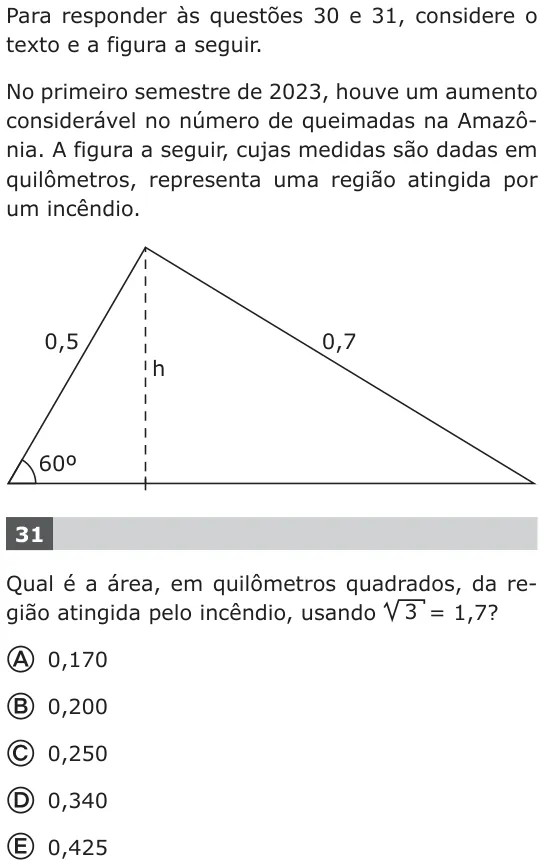 Para responder às questões 30 e 31, considere o
texto e a figura a seguir.
No primeiro semestre de 2023, houve um aumento
considerável no número de queimadas na Amazô-
nia. A figura a seguir, cujas medidas são dadas em
quilômetros, representa uma região atingida por
um incêndio.
0,5
0,7
h
60º
31
Qual é a área, em quilômetros quadrados, da re-
gião atingida pelo incêndio, usando √3 = 1,7?
A 0,170
B 0,200
C 0,250
D 0,340
E 0,425